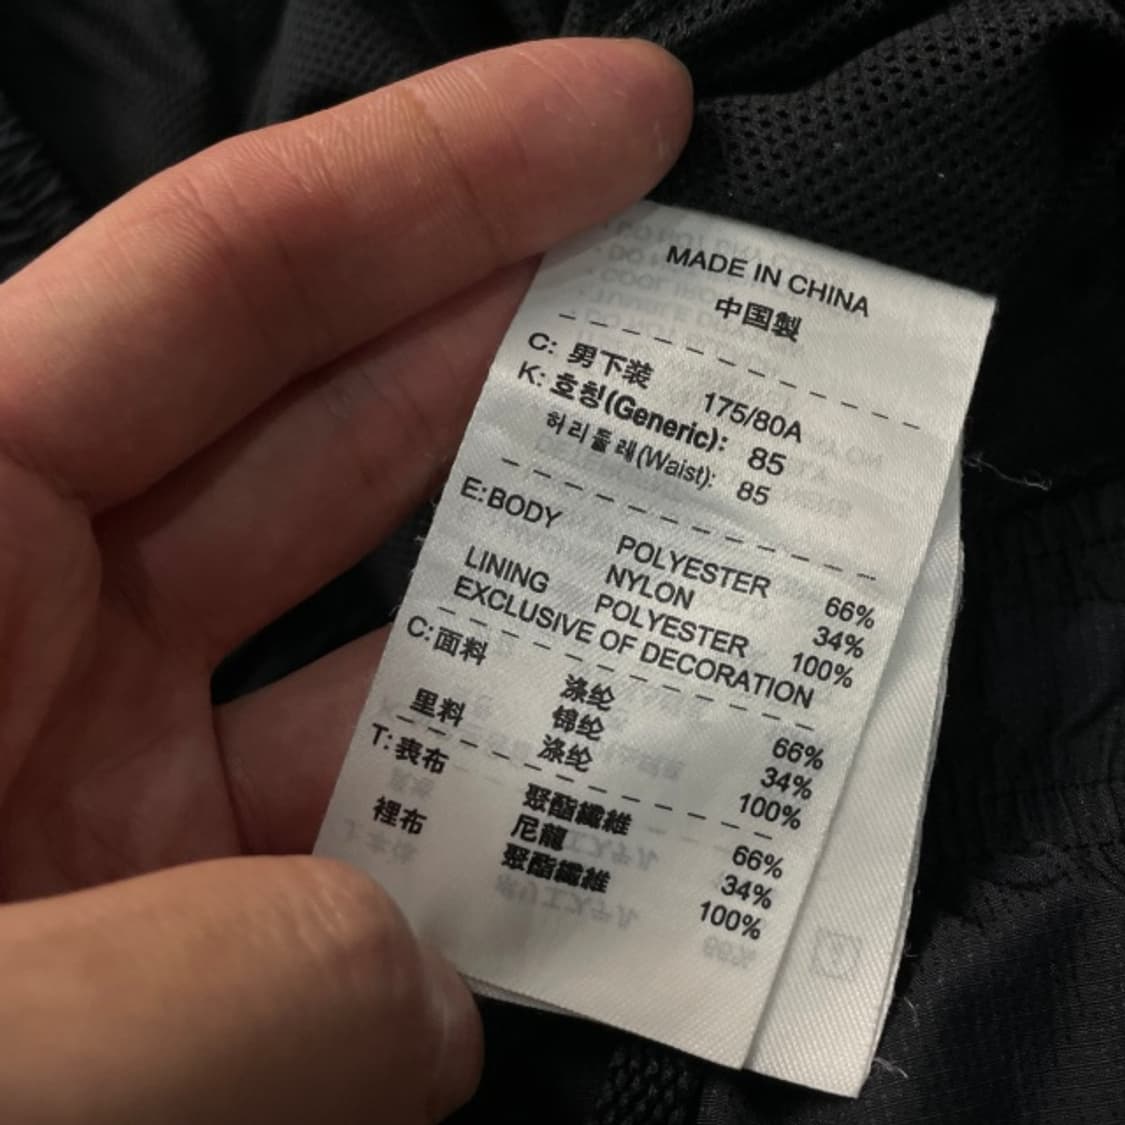 MADE IN CHINA
中国製
C: 男下装 175/80A
K: 호칭(Generic): 85
허리둘레(Waist): 85
E:BODY POLYESTER 66%
NYLON 34%
LINING POLYESTER 100%
EXCLUSIVE OF DECORATION
C:面料 涤纶 66%
锦纶 34%
里料 涤纶 100%
T:表布 聚酯纖維 66%
尼龍 34%
裡布 聚酯纖維 100%